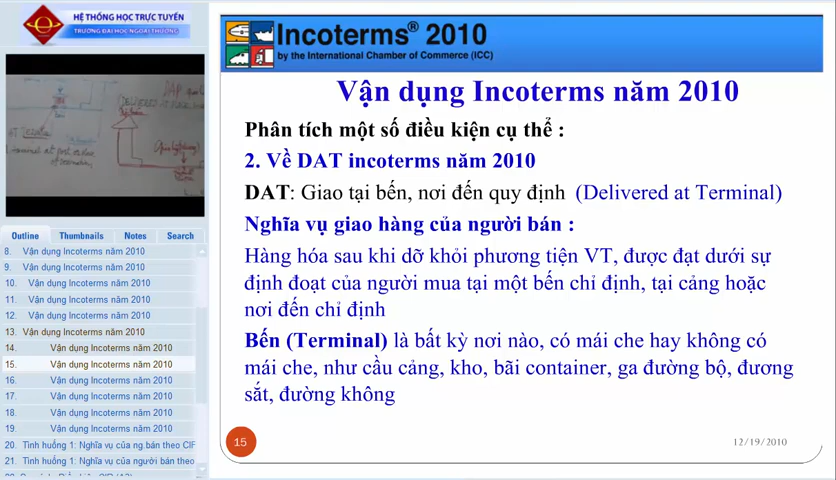 HỆ THỐNG HỌC TRỰC TUYẾN
TRƯỜNG ĐẠI HỌC NGOẠI THƯƠNG
Incoterms® 2010
by the International Chamber of Commerce (ICC)
Vận dụng Incoterms năm 2010
Phân tích một số điều kiện cụ thể :
2. Về DAT incoterms năm 2010
DAT: Giao tại bến, nơi đến quy định (Delivered at Terminal)
Nghĩa vụ giao hàng của người bán :
Hàng hóa sau khi dỡ khỏi phương tiện VT, được đạt dưới sự
định đoạt của người mua tại một bến chỉ định, tại cảng hoặc
nơi đến chỉ định
Bến (Terminal) là bất kỳ nơi nào, có mái che hay không có
mái che, như cầu cảng, kho, bãi container, ga đường bộ, đương
sắt, đường không
15
12/19/2010
DAP
Outline Thumbnails Notes Search
8. Vận dụng Incoterms năm 2010
9. Vận dụng Incoterms năm 2010
10. Vận dụng Incoterms năm 2010
11. Vận dụng Incoterms năm 2010
12. Vận dụng Incoterms năm 2010
13. Vận dụng Incoterms năm 2010
14. Vận dụng Incoterms năm 2010
15. Vận dụng Incoterms năm 2010
16. Vận dụng Incoterms năm 2010
17. Vận dụng Incoterms năm 2010
18. Vận dụng Incoterms năm 2010
19. Vận dụng Incoterms năm 2010
20. Tình huống 1: Nghĩa vụ của ng.bán theo CIF
21. Tình huống 1: Nghĩa vụ của người bán theo